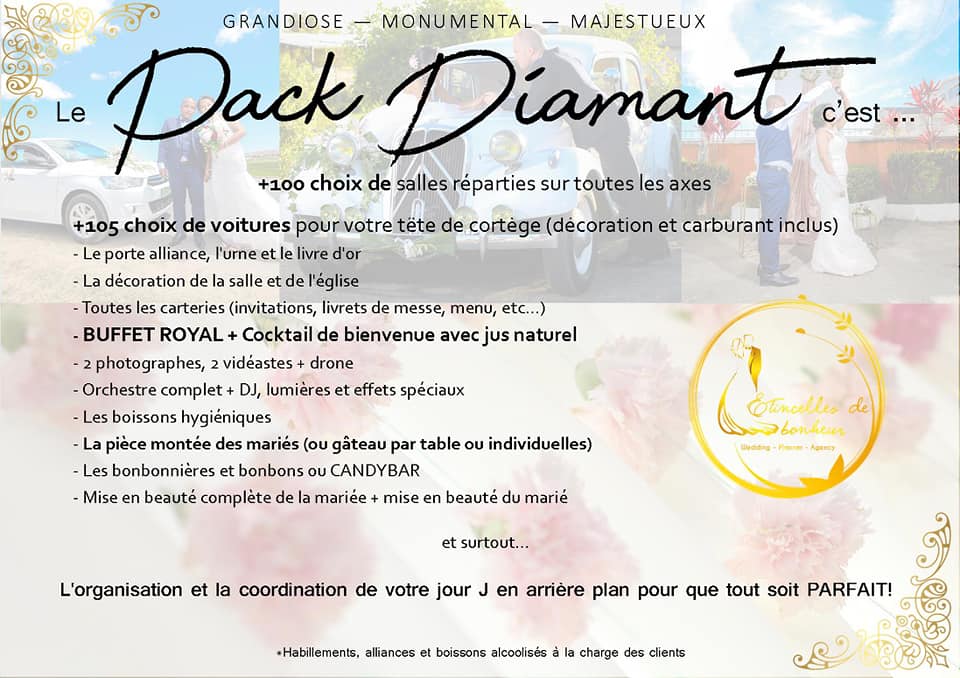 GRANDIOSE — MONUMENTAL — MAJESTUEUX
Le Pack Diamant c'est ...
+100 choix de salles réparties sur toutes les axes
+105 choix de voitures pour votre tëte de cortège (décoration et carburant inclus)
- Le porte alliance, l'urne et le livre d'or
- La décoration de la salle et de l'église
- Toutes les carteries (invitations, livrets de messe, menu, etc...)
- BUFFET ROYAL + Cocktail de bienvenue avec jus naturel
- 2 photographes, 2 vidéastes + drone
- Orchestre complet + DJ, lumières et effets spéciaux
- Les boissons hygiéniques
- La pièce montée des mariés (ou gâteau par table ou individuelles)
- Les bonbonnières et bonbons ou CANDYBAR
- Mise en beauté complète de la mariée + mise en beauté du marié
Etincelles de
bonheur
Wedding - Planner - Agency
et surtout...
L'organisation et la coordination de votre jour J en arrière plan pour que tout soit PARFAIT!
*Habillements, alliances et boissons alcoolisés à la charge des clients